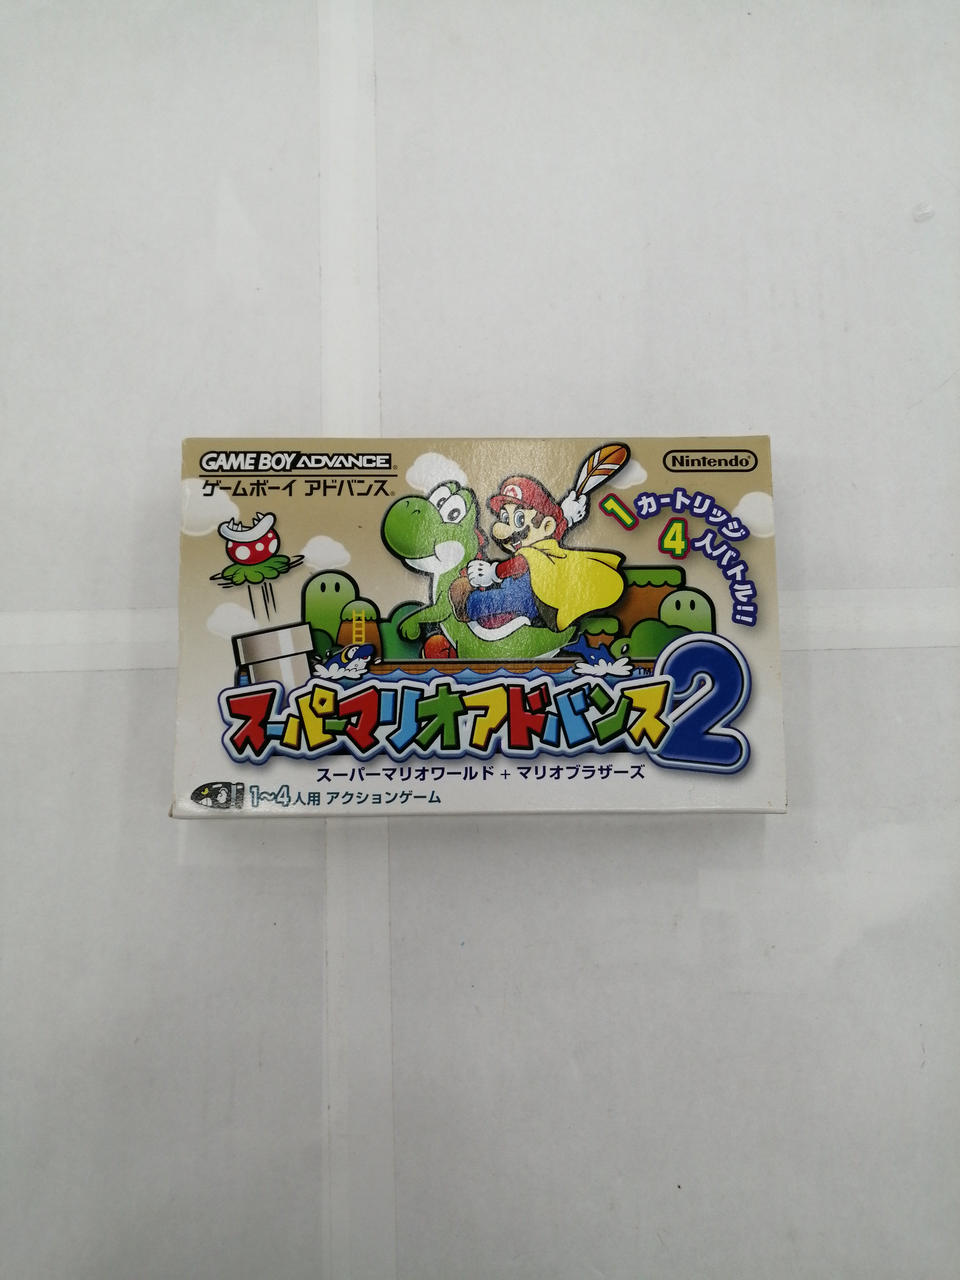 GAME BOY ADVANCE
ゲームボーイ アドバンス®
Nintendo®
1カートリッジ
4人バトル!!
スーパーマリオアドバンス2
スーパーマリオワールド + マリオブラザーズ
1~4人用 アクションゲーム